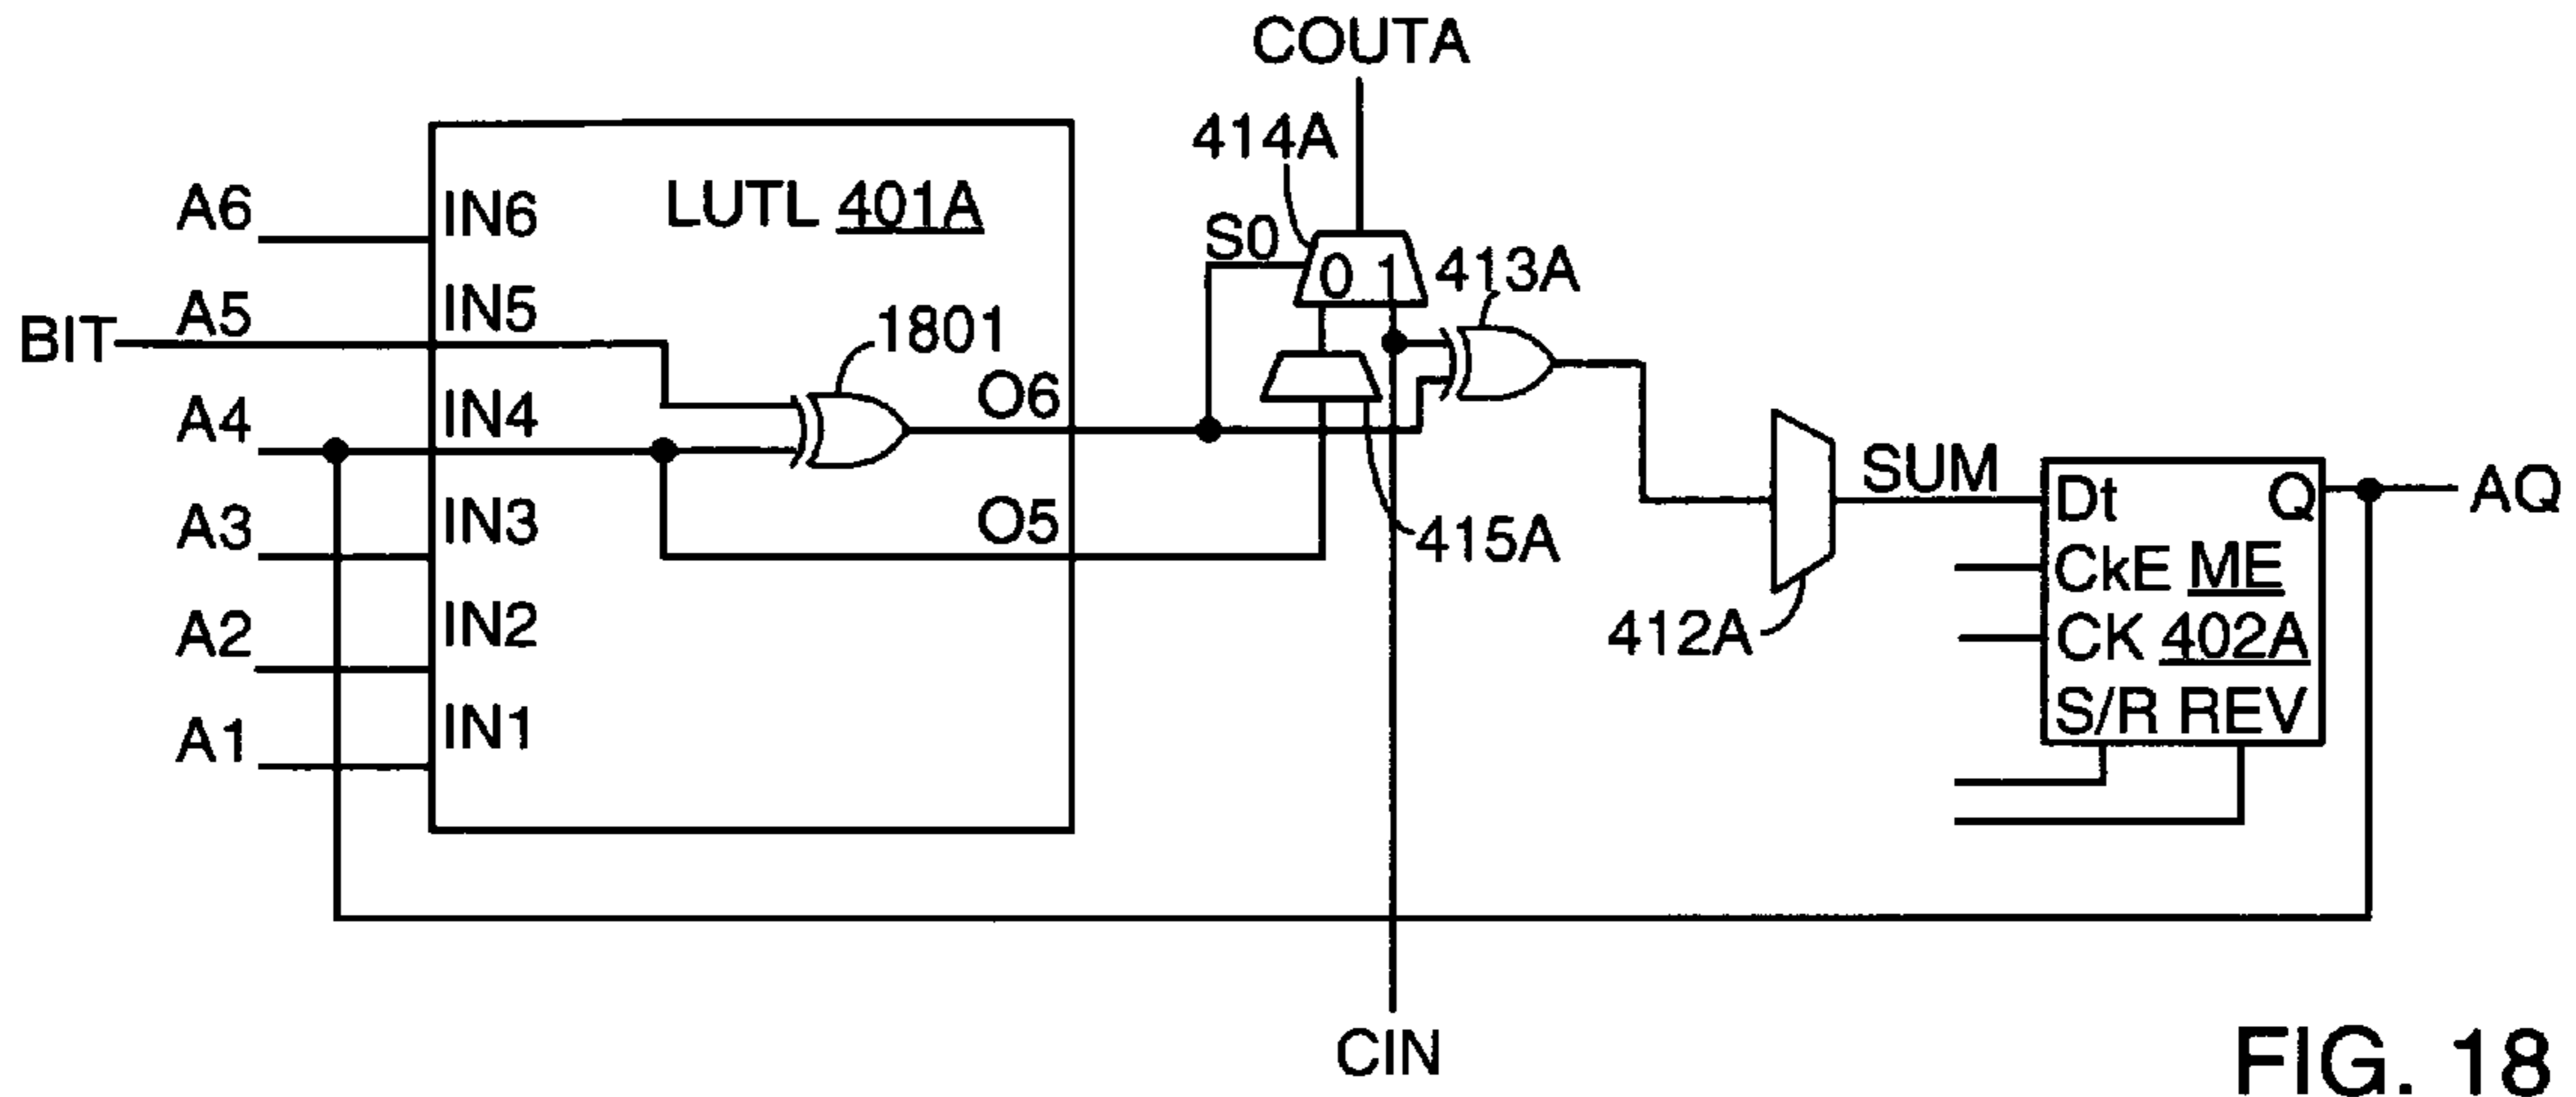 COUTA
414A
A6 IN6 LUTL 401A S0 0 1 413A
BIT A5 IN5 1801
A4 IN4 O6 SUM Dt Q AQ
A3 IN3 O5 415A CkE ME
A2 IN2 412A CK 402A
A1 IN1 S/R REV
CIN
FIG. 18